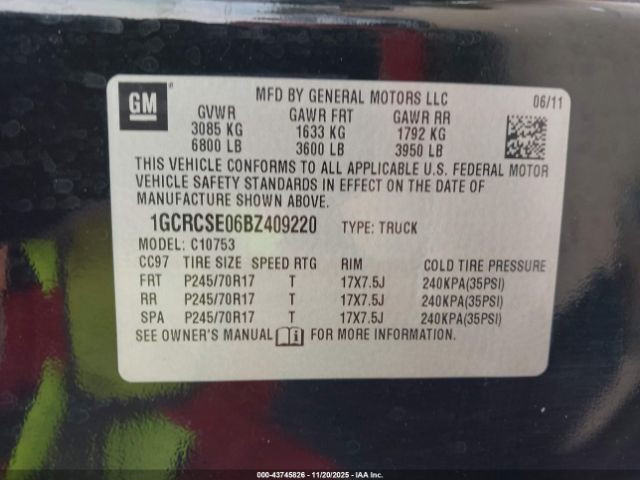 GM
MFD BY GENERAL MOTORS LLC 06/11
GVWR GAWR FRT GAWR RR
3085 KG 1633 KG 1792 KG
6800 LB 3600 LB 3950 LB
THIS VEHICLE CONFORMS TO ALL APPLICABLE U.S. FEDERAL MOTOR
VEHICLE SAFETY STANDARDS IN EFFECT ON THE DATE OF
MANUFACTURE SHOWN ABOVE.
1GCRCSE06BZ409220 TYPE: TRUCK
MODEL: C10753
CC97 TIRE SIZE SPEED RTG RIM COLD TIRE PRESSURE
FRT P245/70R17 T 17X7.5J 240KPA(35PSI)
RR P245/70R17 T 17X7.5J 240KPA(35PSI)
SPA P245/70R17 T 17X7.5J 240KPA(35PSI)
SEE OWNER'S MANUAL FOR MORE INFORMATION.
000-43745826 - 11/20/2025 - IAA Inc.